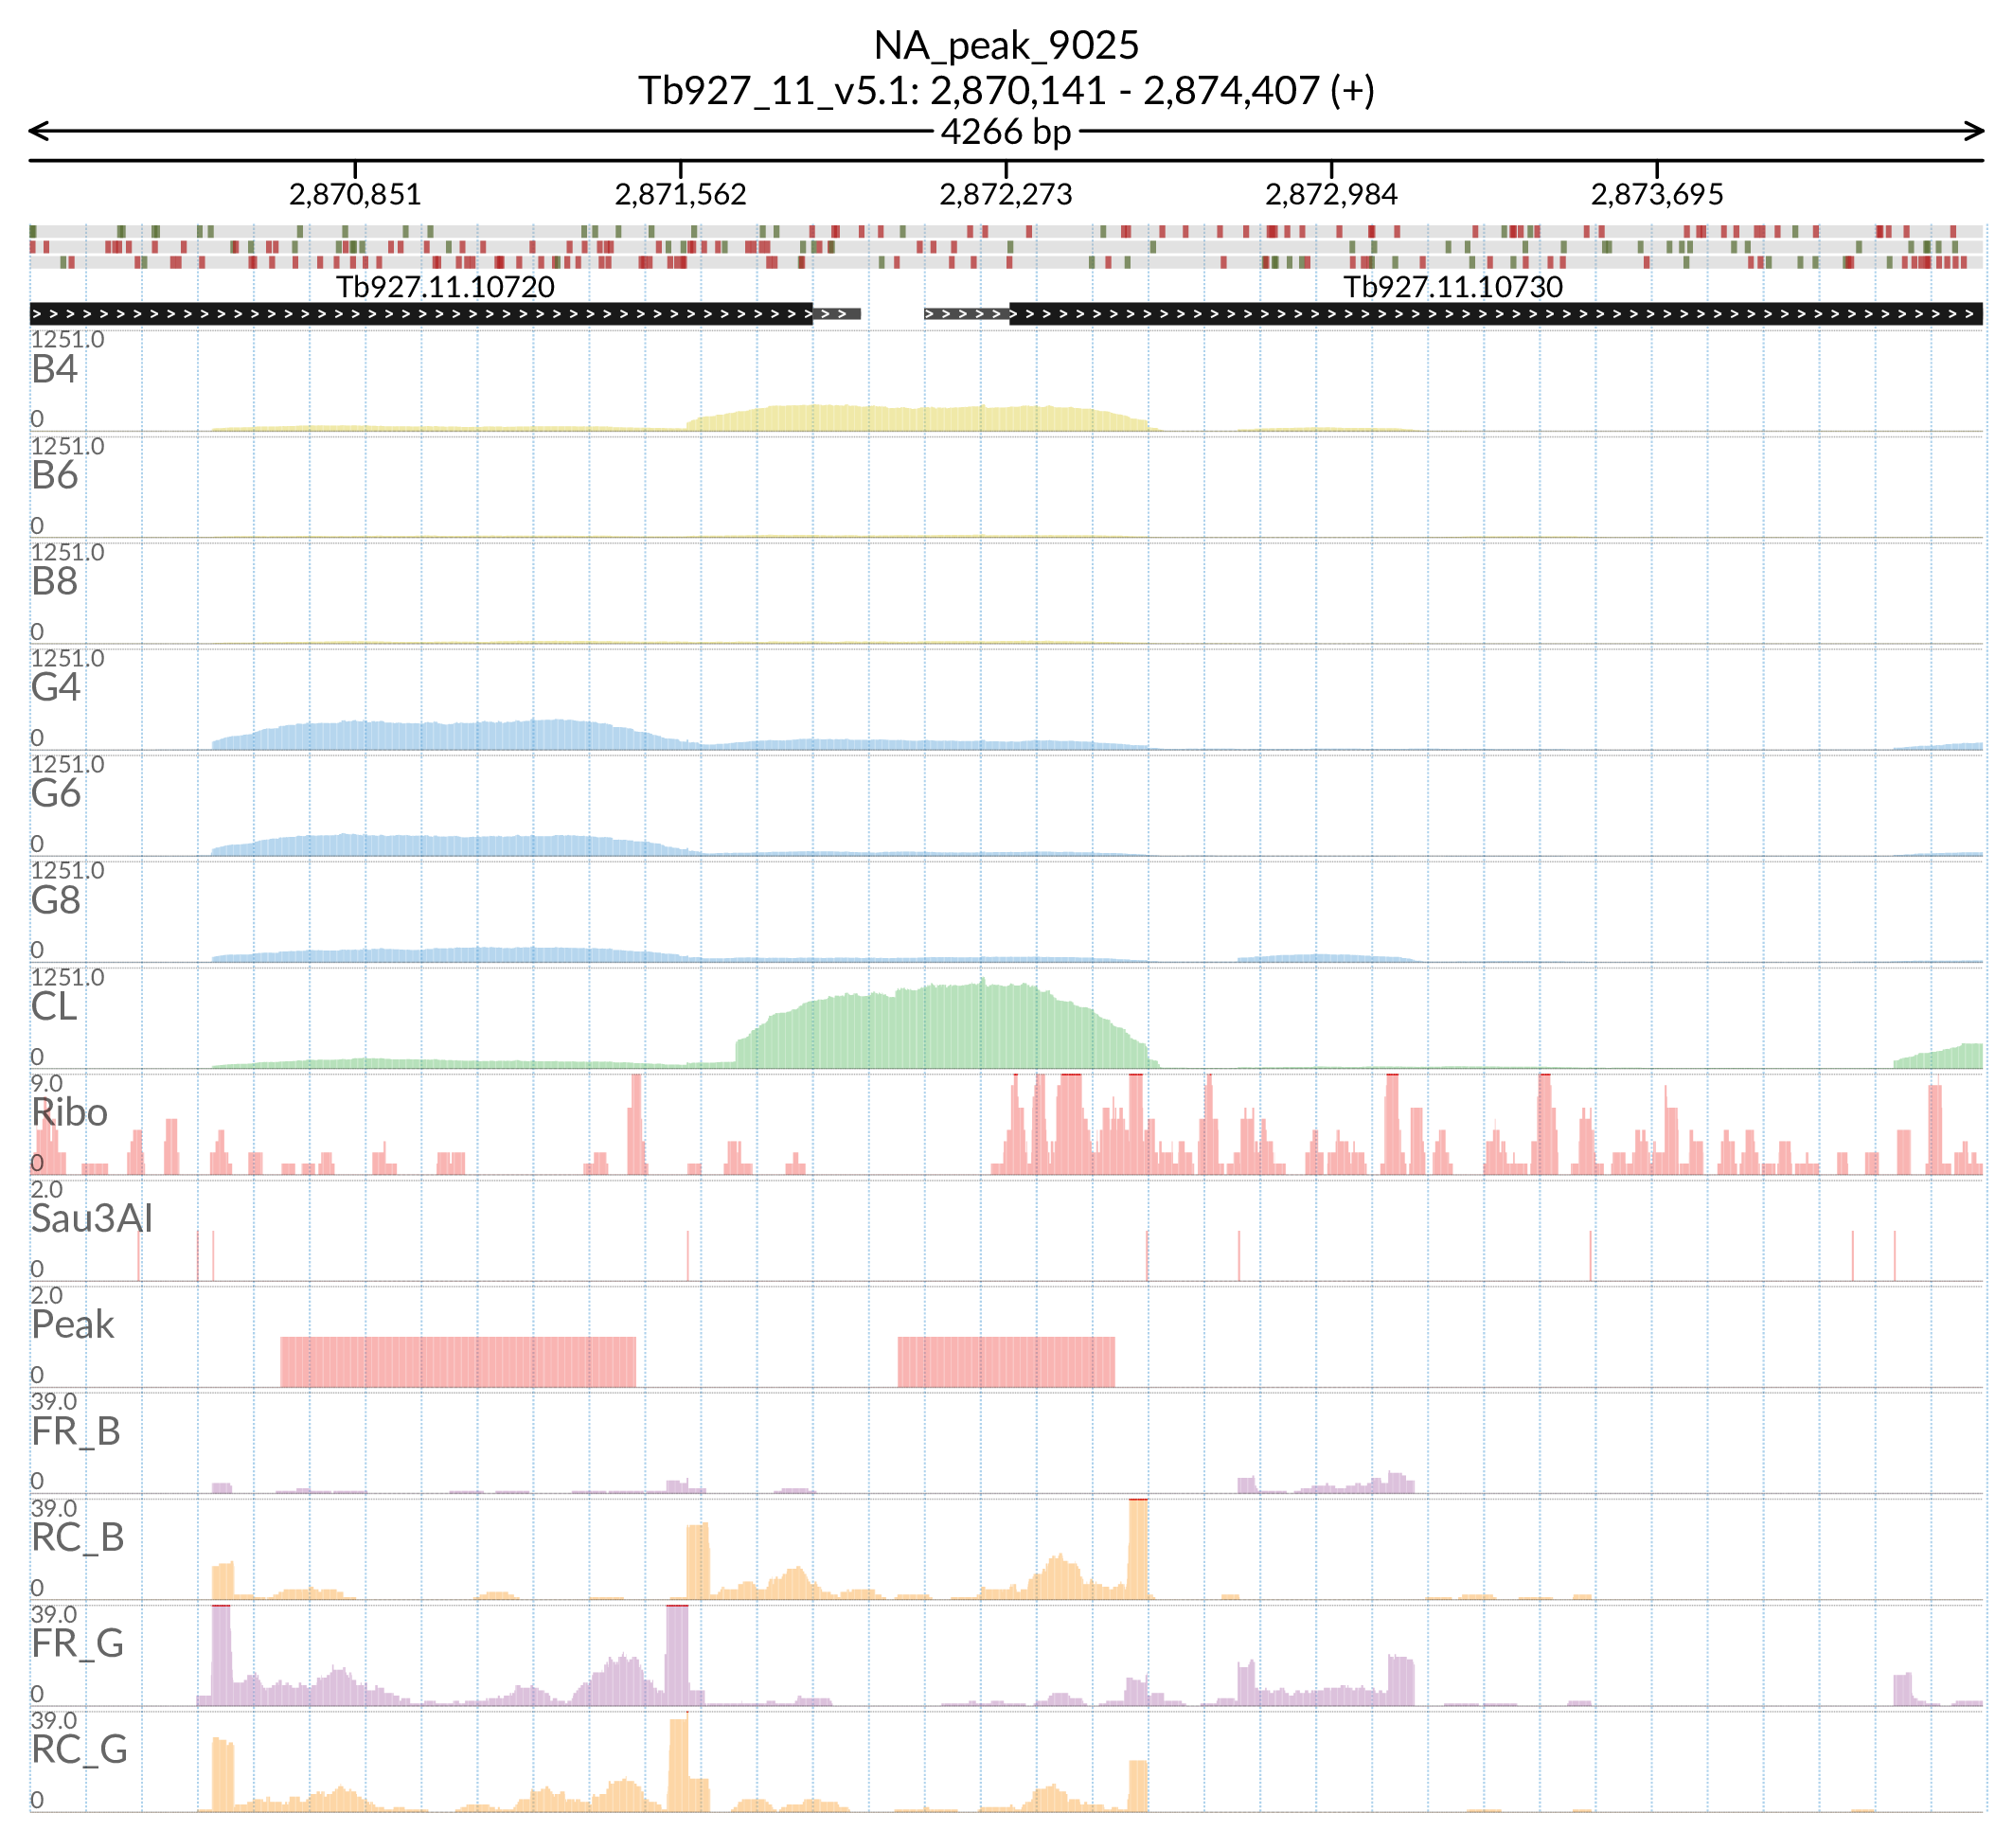 NA_peak_9025
Tb927_11_v5.1: 2,870,141 - 2,874,407 (+)
4266 bp
2,870,851 2,871,562 2,872,273 2,872,984 2,873,695
Tb927.11.10720 Tb927.11.10730
1251.0
B4
0
1251.0
B6
0
1251.0
B8
0
1251.0
G4
0
1251.0
G6
0
1251.0
G8
0
1251.0
CL
0
9.0
Ribo
0
2.0
Sau3AI
0
2.0
Peak
0
39.0
FR_B
0
39.0
RC_B
0
39.0
FR_G
0
39.0
RC_G
0